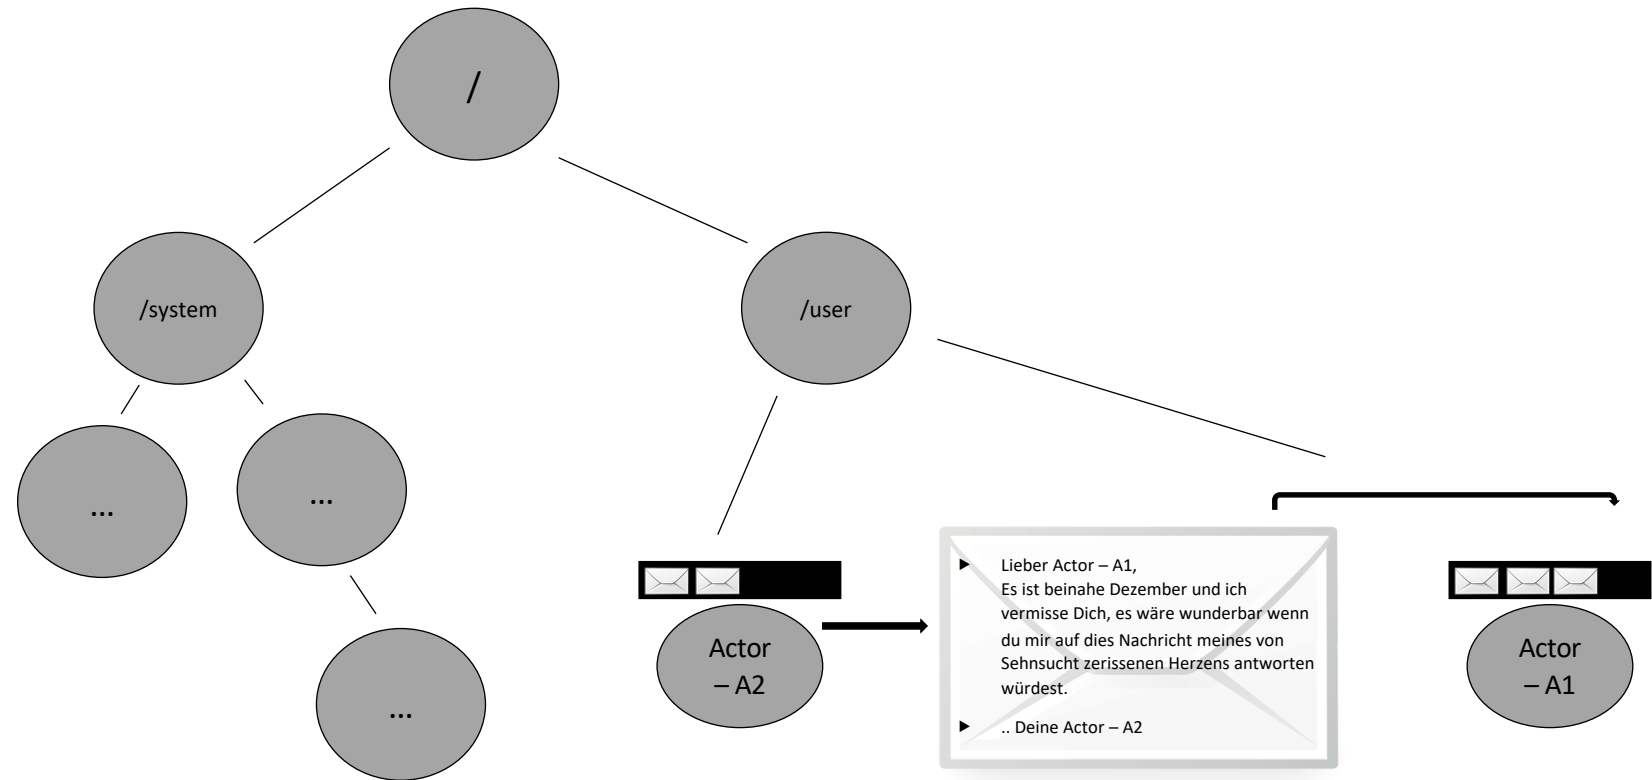 /
/system
/user
...
...
...
Actor
– A2
► Lieber Actor – A1,
Es ist beinahe Dezember und ich
vermisse Dich, es wäre wunderbar wenn
du mir auf dies Nachricht meines von
Sehnsucht zerissenen Herzens antworten
würdest.
► .. Deine Actor – A2
Actor
– A1